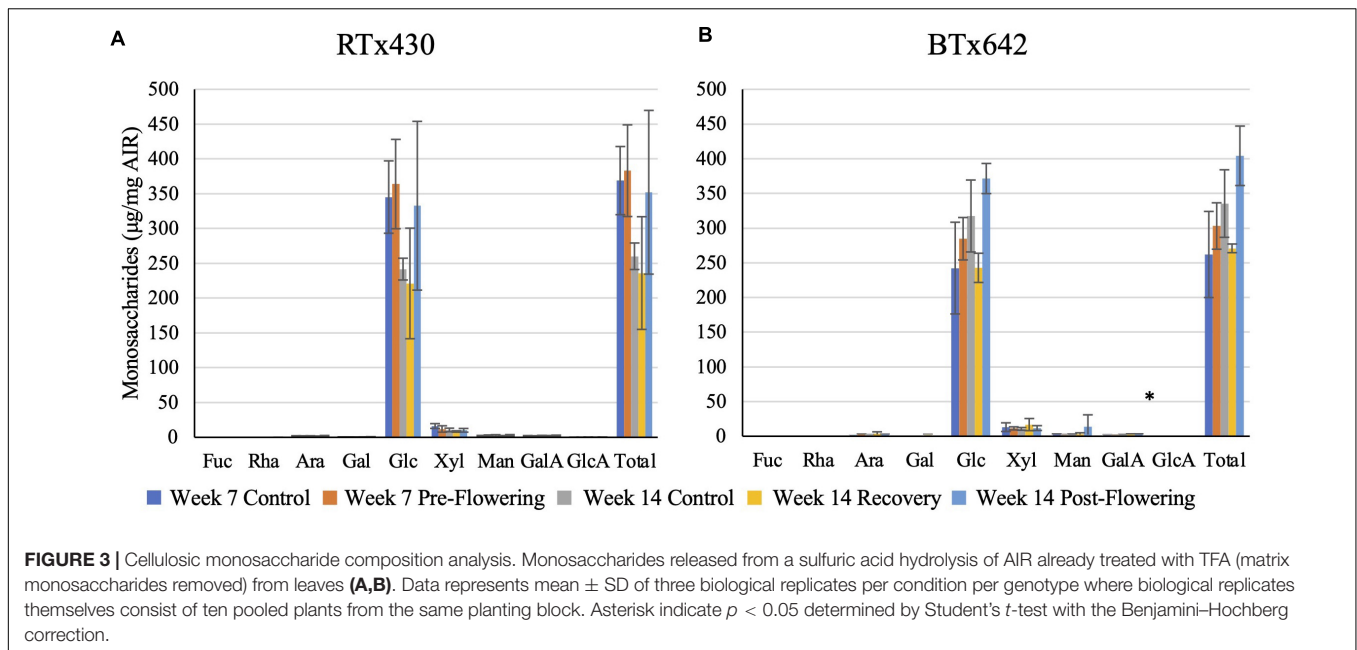 A
RTx430
B
BTx642
Monosaccharides (µg/mg AIR)
500
450
400
350
300
250
200
150
100
50
0
Fuc Rha Ara Gal Glc Xyl Man GalA GlcA Total
500
450
400
350
300
250
200
150
100
50
0
*
Fuc Rha Ara Gal Glc Xyl Man GalA GlcA Total
Week 7 Control Week 7 Pre-Flowering Week 14 Control Week 14 Recovery Week 14 Post-Flowering
FIGURE 3 | Cellulosic monosaccharide composition analysis. Monosaccharides released from a sulfuric acid hydrolysis of AIR already treated with TFA (matrix
monosaccharides removed) from leaves (A,B). Data represents mean ± SD of three biological replicates per condition per genotype where biological replicates
themselves consist of ten pooled plants from the same planting block. Asterisk indicate p < 0.05 determined by Student's t-test with the Benjamini–Hochberg
correction.